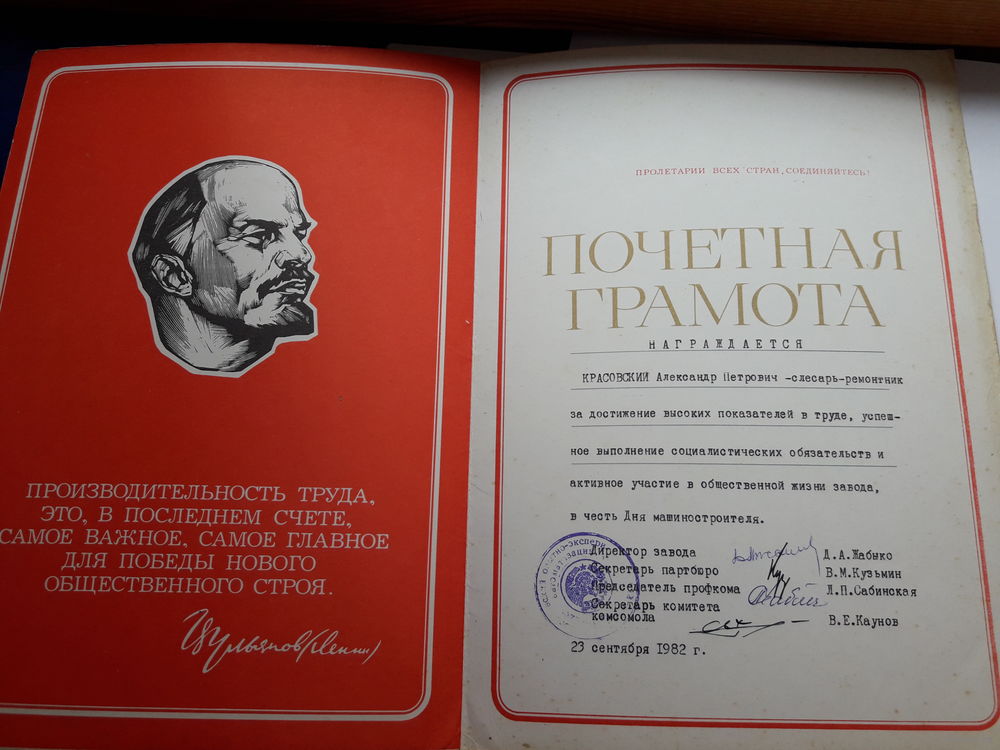 ПРОИЗВОДИТЕЛЬНОСТЬ ТРУДА,
ЭТО, В ПОСЛЕДНЕМ СЧЕТЕ,
САМОЕ ВАЖНОЕ, САМОЕ ГЛАВНОЕ
ДЛЯ ПОБЕДЫ НОВОГО
ОБЩЕСТВЕННОГО СТРОЯ.
В. Ульянов (Ленин)
ПРОЛЕТАРИИ ВСЕХ СТРАН, СОЕДИНЯЙТЕСЬ!
ПОЧЕТНАЯ
ГРАМОТА
НАГРАЖДАЕТСЯ
КРАСОВСКИЙ Александр Петрович -слесарь-ремонтник
за достижение высоких показателей в труде, успеш-
ное выполнение социалистических обязательств и
активное участие в общественной жизни завода,
в честь Дня машиностроителя.
Директор завода Д.А.Жабыко
Секретарь партбюро В.М.Кузьмин
Председатель профкома Л.П.Сабинская
Секретарь комитета
комсомола В.Е.Каунов
23 сентября 1982 г.